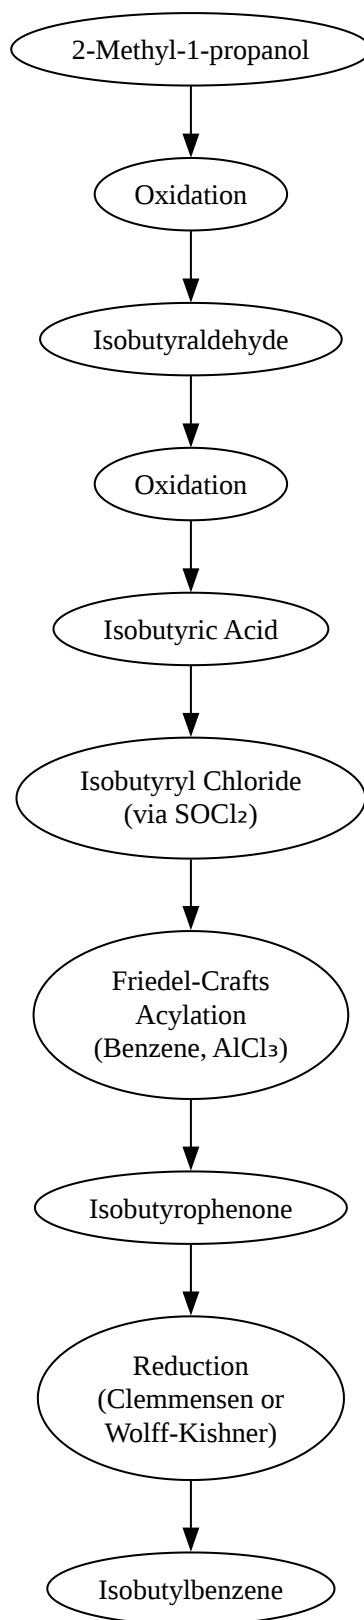 2-Methyl-1-propanol
Oxidation
Isobutyraldehyde
Oxidation
Isobutyric Acid
Isobutyryl Chloride
(via SOCl₂)
Friedel-Crafts
Acylation
(Benzene, AlCl₃)
Isobutyrophenone
Reduction
(Clemmensen or
Wolff-Kishner)
Isobutylbenzene